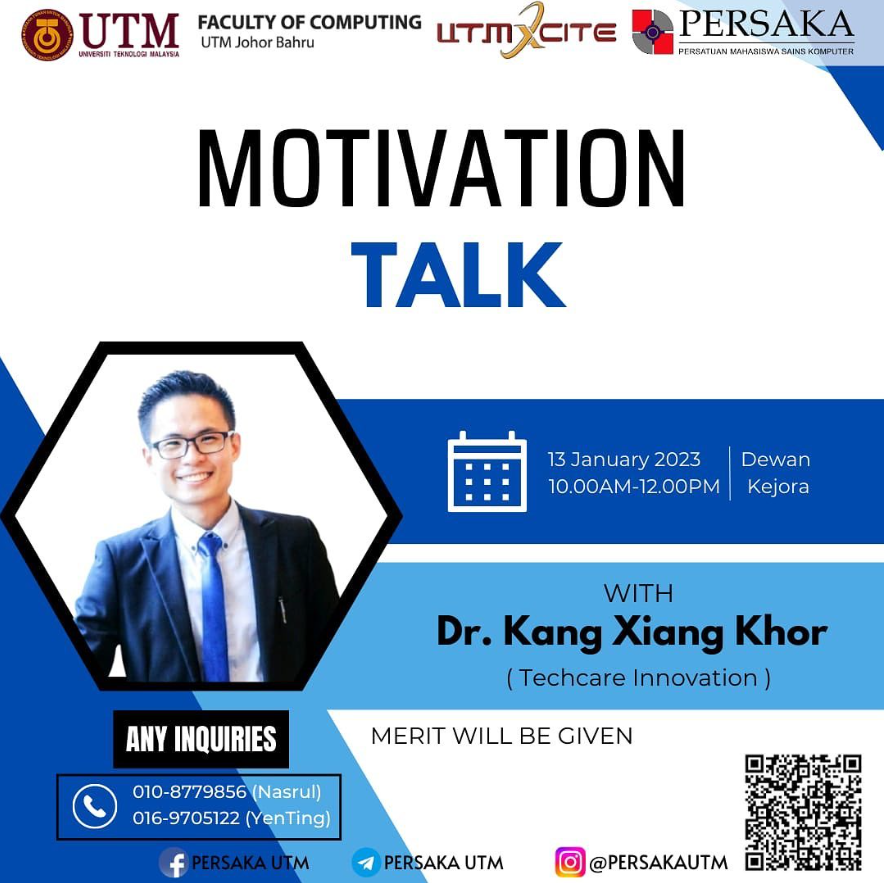 UTM
UNIVERSITI TEKNOLOGI MALAYSIA
FACULTY OF COMPUTING
UTM Johor Bahru
UTMXCITE
PERSAKA
PERSATUAN MAHASISWA SAINS KOMPUTER
MOTIVATION
TALK
13 January 2023
10.00AM-12.00PM
Dewan
Kejora
WITH
Dr. Kang Xiang Khor
( Techcare Innovation )
ANY INQUIRIES
MERIT WILL BE GIVEN
010-8779856 (Nasrul)
016-9705122 (YenTing)
PERSAKA UTM
PERSAKA UTM
@PERSAKAUTM